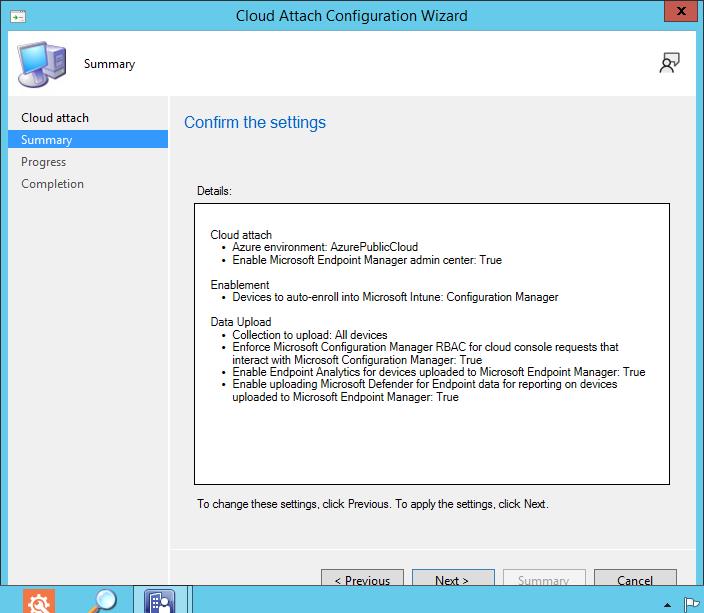 Cloud Attach Configuration Wizard
x
Summary
Cloud attach
Summary
Progress
Completion
Confirm the settings
Details:
Cloud attach
• Azure environment: AzurePublicCloud
• Enable Microsoft Endpoint Manager admin center: True
Enablement
• Devices to auto-enroll into Microsoft Intune: Configuration Manager
Data Upload
• Collection to upload: All devices
• Enforce Microsoft Configuration Manager RBAC for cloud console requests that
interact with Microsoft Configuration Manager: True
• Enable Endpoint Analytics for devices uploaded to Microsoft Endpoint Manager: True
• Enable uploading Microsoft Defender for Endpoint data for reporting on devices
uploaded to Microsoft Endpoint Manager: True
To change these settings, click Previous. To apply the settings, click Next.
< Previous
Next >
Summary
Cancel